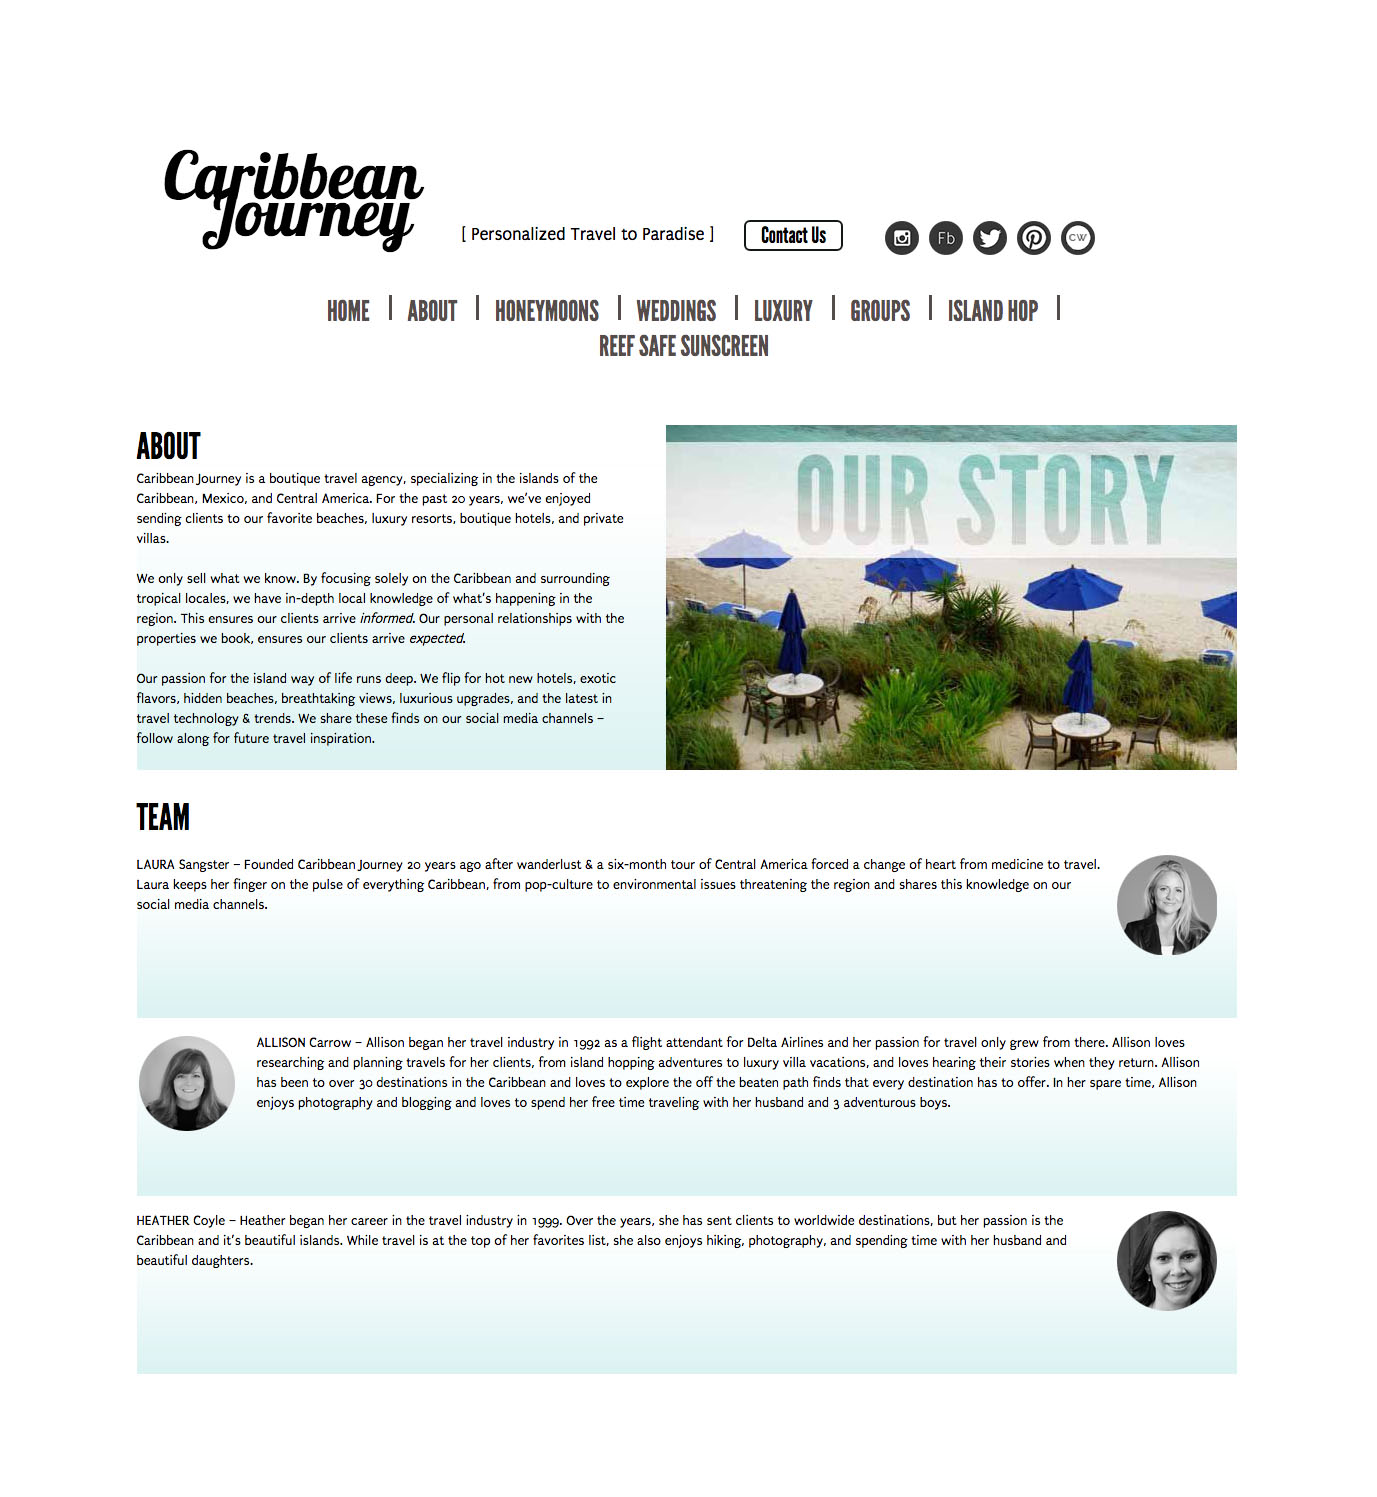 Caribbean
Journey
[ Personalized Travel to Paradise ]
Contact Us
Fb
CW
HOME | ABOUT | HONEYMOONS | WEDDINGS | LUXURY | GROUPS | ISLAND HOP |
REEF SAFE SUNSCREEN
ABOUT
Caribbean Journey is a boutique travel agency, specializing in the islands of the
Caribbean, Mexico, and Central America. For the past 20 years, we've enjoyed
sending clients to our favorite beaches, luxury resorts, boutique hotels, and private
villas.
We only sell what we know. By focusing solely on the Caribbean and surrounding
tropical locales, we have in-depth local knowledge of what's happening in the
region. This ensures our clients arrive informed. Our personal relationships with the
properties we book, ensures our clients arrive expected.
Our passion for the island way of life runs deep. We flip for hot new hotels, exotic
flavors, hidden beaches, breathtaking views, luxurious upgrades, and the latest in
travel technology & trends. We share these finds on our social media channels –
follow along for future travel inspiration.
OUR STORY
TEAM
LAURA Sangster – Founded Caribbean Journey 20 years ago after wanderlust & a six-month tour of Central America forced a change of heart from medicine to travel.
Laura keeps her finger on the pulse of everything Caribbean, from pop-culture to environmental issues threatening the region and shares this knowledge on our
social media channels.
ALLISON Carrow – Allison began her travel industry in 1992 as a flight attendant for Delta Airlines and her passion for travel only grew from there. Allison loves
researching and planning travels for her clients, from island hopping adventures to luxury villa vacations, and loves hearing their stories when they return. Allison
has been to over 30 destinations in the Caribbean and loves to explore the off the beaten path finds that every destination has to offer. In her spare time, Allison
enjoys photography and blogging and loves to spend her free time traveling with her husband and 3 adventurous boys.
HEATHER Coyle – Heather began her career in the travel industry in 1999. Over the years, she has sent clients to worldwide destinations, but her passion is the
Caribbean and it's beautiful islands. While travel is at the top of her favorites list, she also enjoys hiking, photography, and spending time with her husband and
beautiful daughters.